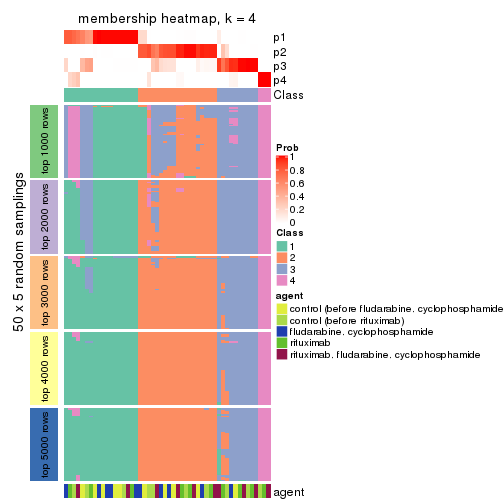 membership heatmap, k = 4
p1
p2
p3
p4
Class
50 x 5 random samplings
top 1000 rows
top 2000 rows
top 3000 rows
top 4000 rows
top 5000 rows
Prob
1
0.8
0.6
0.4
0.2
0
Class
1
2
3
4
agent
control (before fludarabine. cyclophosphamide
control (before rituximab)
fludarabine. cyclophosphamide
rituximab
rituximab. fludarabine. cyclophosphamide
agent